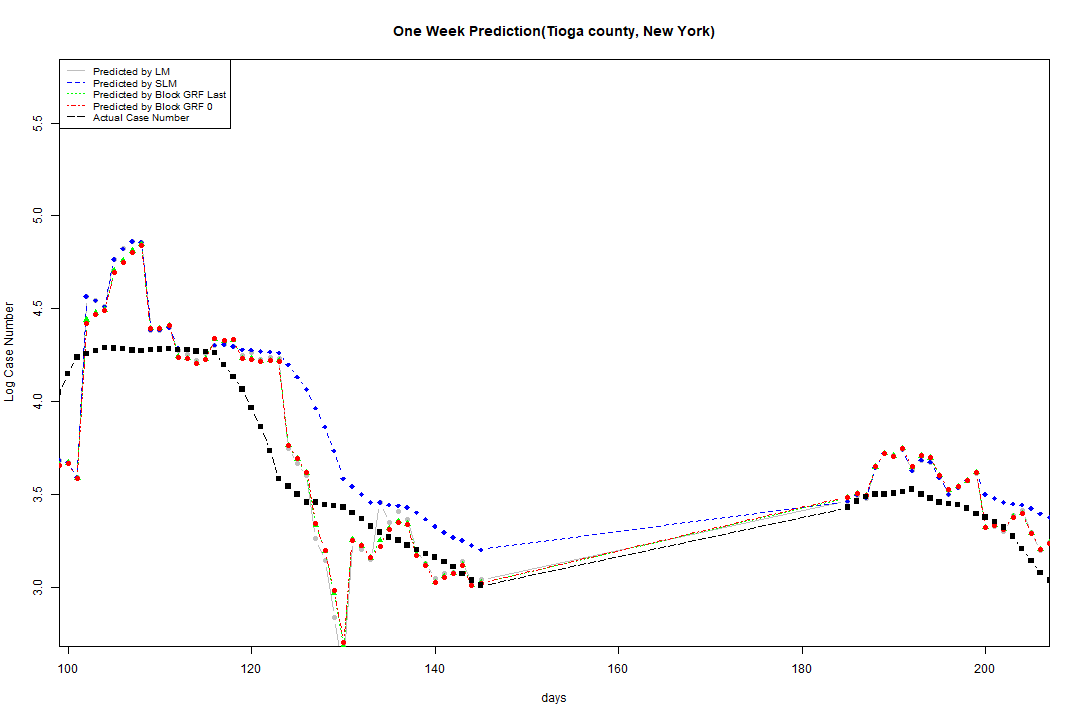 One Week Prediction(Tioga county, New York)
Predicted by LM
Predicted by SLM
Predicted by Block GRF Last
Predicted by Block GRF 0
Actual Case Number
5.5
5.0
4.5
4.0
3.5
3.0
Log Case Number
100 120 140 160 180 200
days